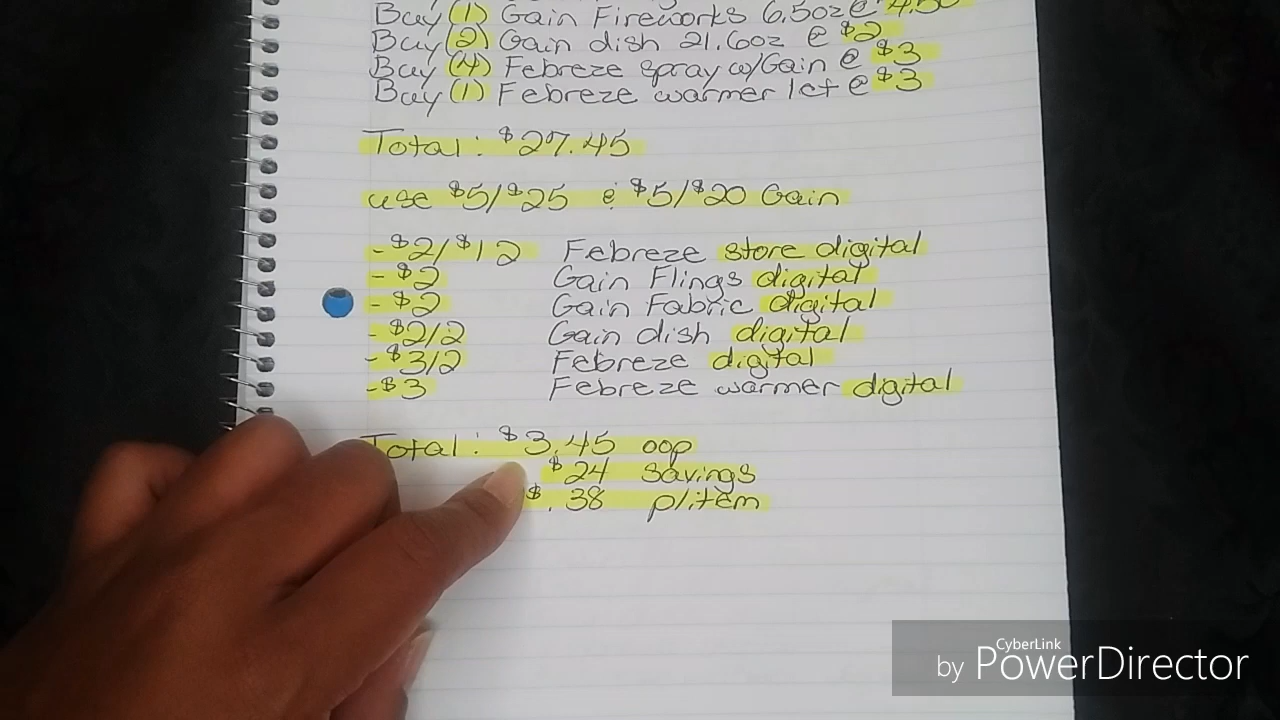 Buy (1) Gain Fireworks 6.5oz @ 4.50
Buy (2) Gain dish 21.6oz @ $2
Buy (4) Febreze spray w/Gain @ $3
Buy (1) Febreze warmer 1ct @ $3
Total: $27.45
use $5/$25 & $5/$20 Gain
-$2/$12 Febreze store digital
-$2 Gain Flings digital
-$2 Gain Fabric digital
-$2/2 Gain dish digital
-$3/2 Febreze digital
-$3 Febreze warmer digital
Total: $3.45 oop
$24 savings
$.38 p/item
by CyberLink PowerDirector